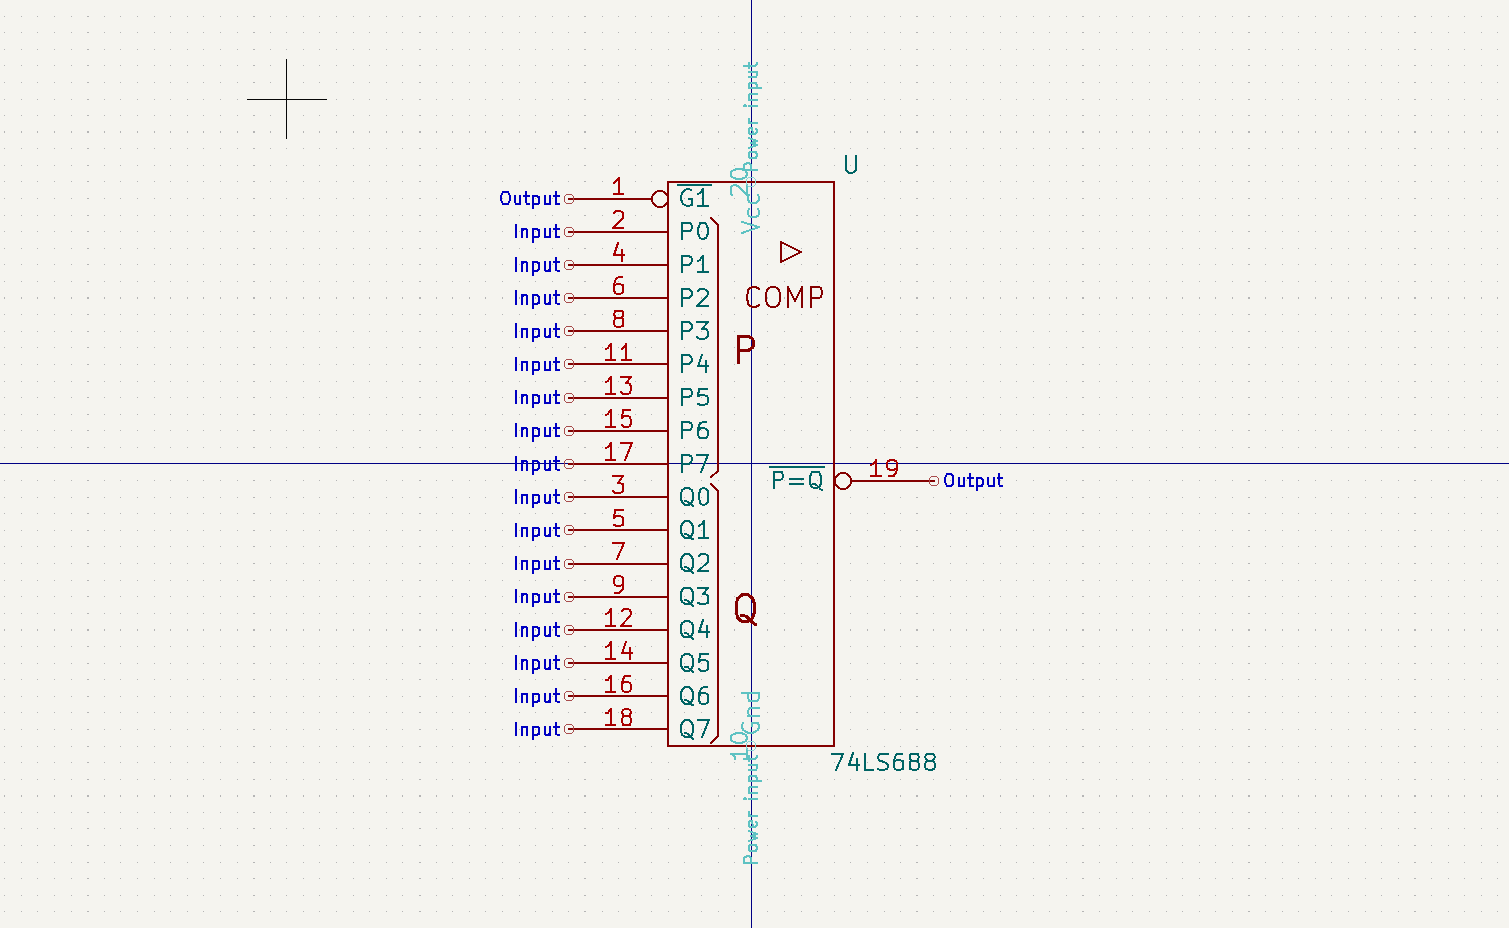 Power input
20
Vcc
U
Output 1 G1
Input 2 P0
Input 4 P1
Input 6 P2
COMP
Input 8 P3
P
Input 11 P4
Input 13 P5
Input 15 P6
Input 17 P7
P=Q 19 Output
Input 3 Q0
Input 5 Q1
Input 7 Q2
Input 9 Q3
Q
Input 12 Q4
Input 14 Q5
Input 16 Q6
Input 18 Q7
Gnd
10
Power input
74LS688